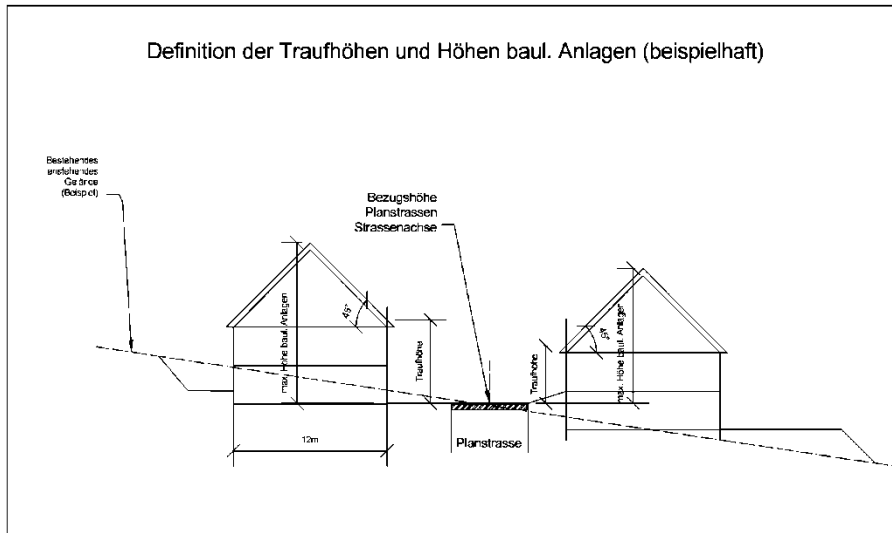 Definition der Traufhöhen und Höhen baul. Anlagen (beispielhaft)
Bestehendes
anstehendes
Gelände
(Beispiel)
Bezugshöhe
Planstrassen
Strassenachse
max. Höhe baul. Anlagen
45°
Traufhöhe
Traufhöhe
45°
max. Höhe baul. Anlagen
12m
Planstrasse